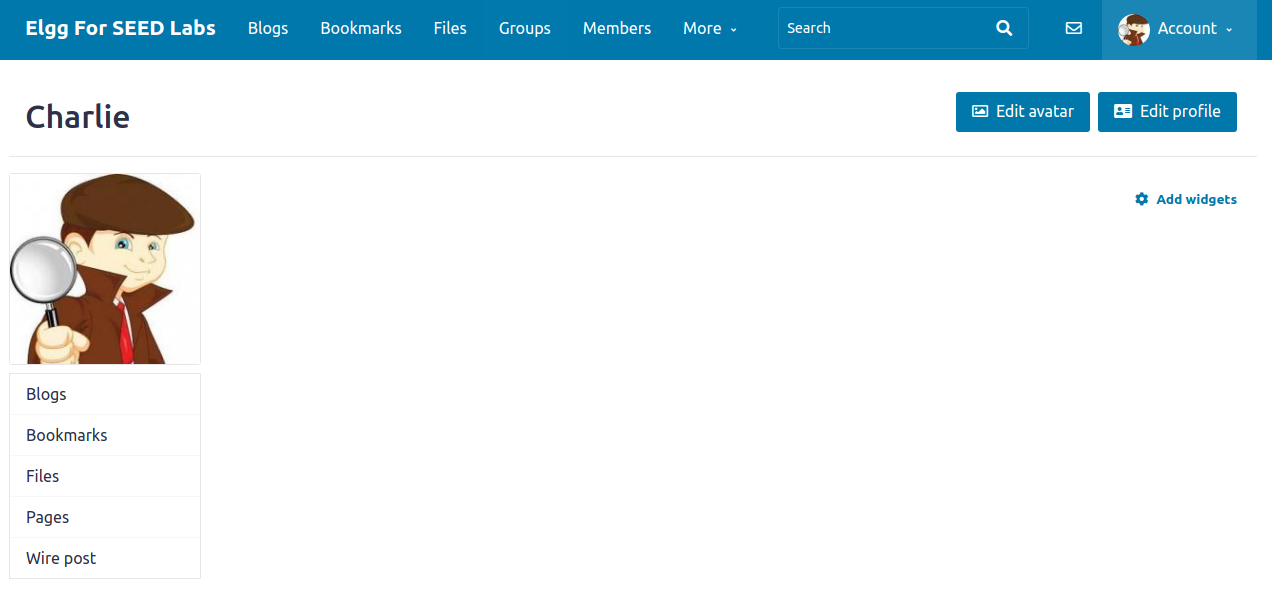 Elgg For SEED Labs Blogs Bookmarks Files Groups Members More Search Account
Charlie Edit avatar Edit profile
Add widgets
Blogs
Bookmarks
Files
Pages
Wire post